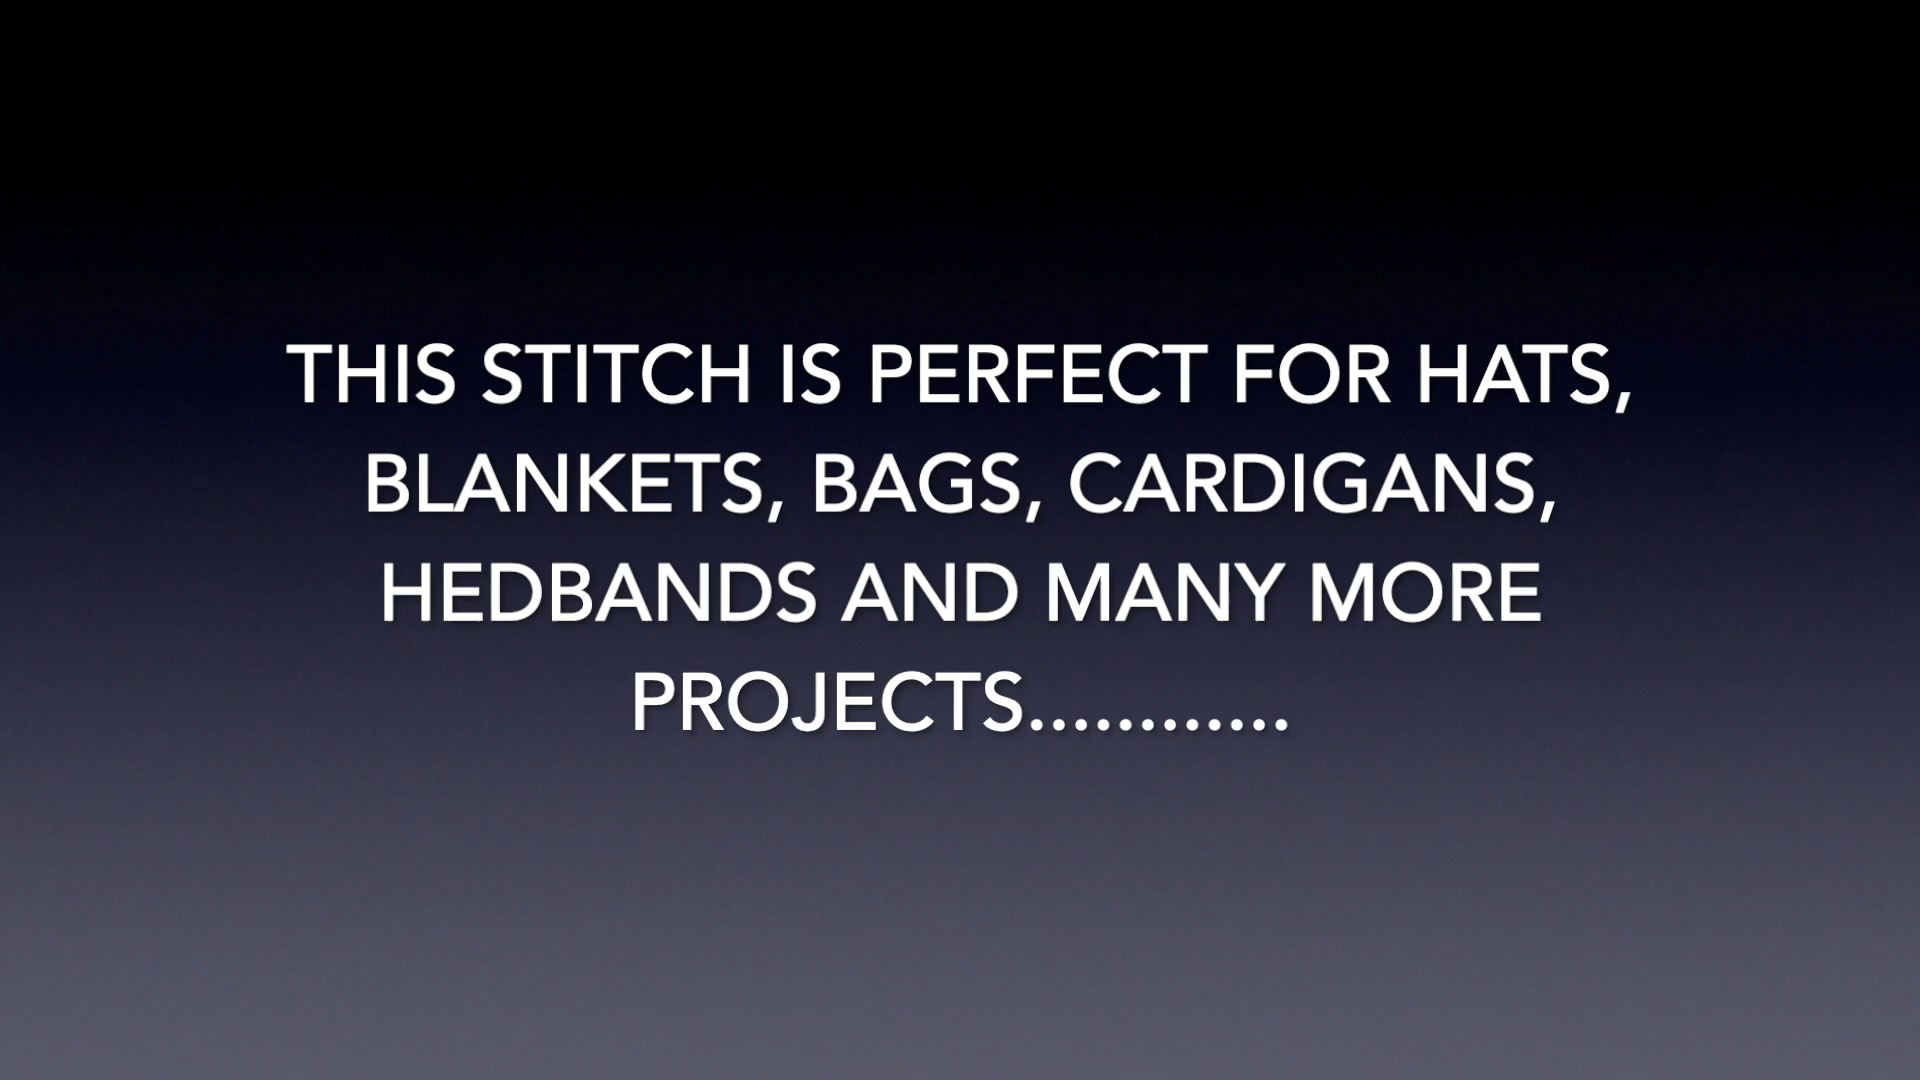 THIS STITCH IS PERFECT FOR HATS,
BLANKETS, BAGS, CARDIGANS,
HEDBANDS AND MANY MORE
PROJECTS............